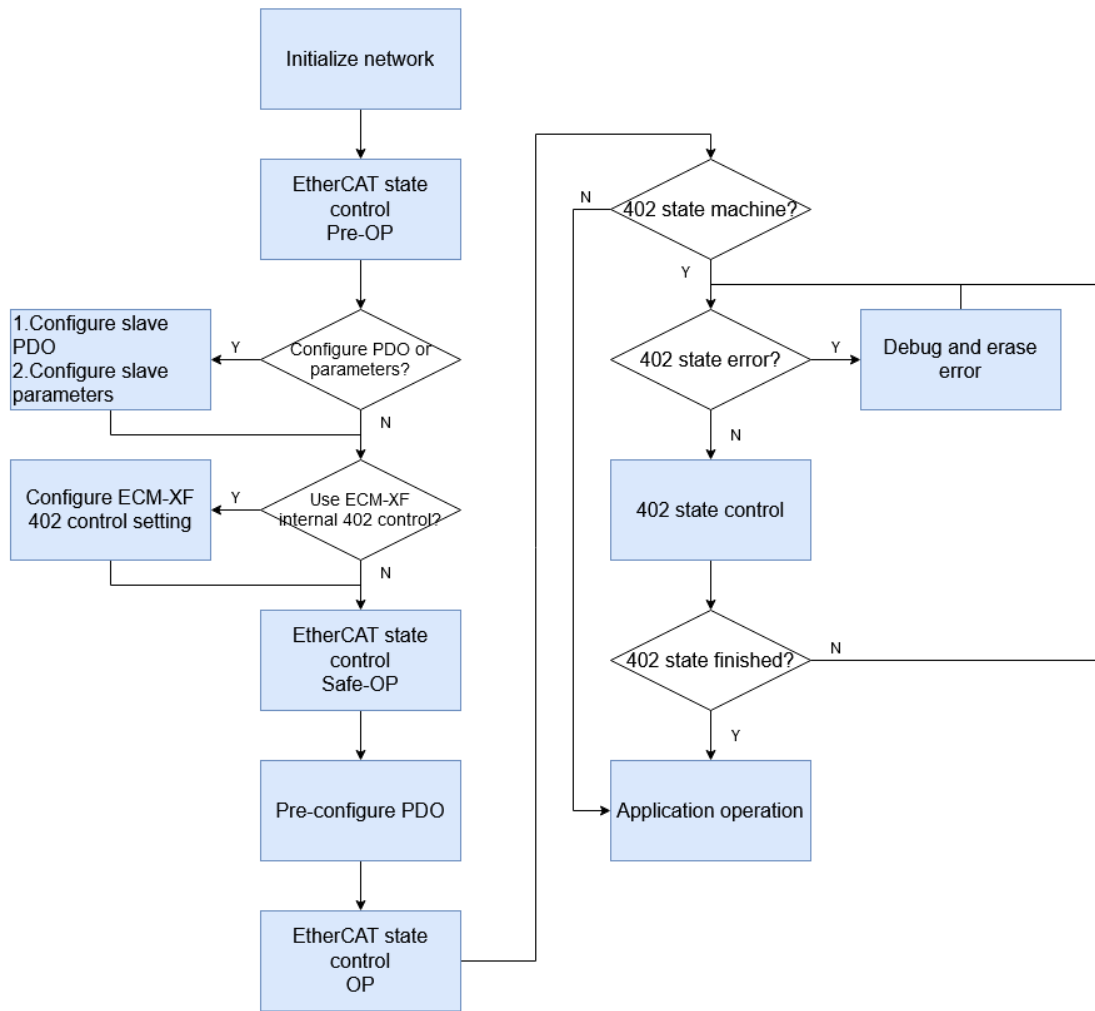 Initialize network
EtherCAT state
control
Pre-OP
1.Configure slave
PDO
2.Configure slave
parameters
Y
Configure PDO or
parameters?
N
Configure ECM-XF
402 control setting
Y
Use ECM-XF
internal 402 control?
N
EtherCAT state
control
Safe-OP
Pre-configure PDO
EtherCAT state
control
OP
N
402 state machine?
Y
402 state error?
Y
Debug and erase
error
N
402 state control
402 state finished?
N
Y
Application operation